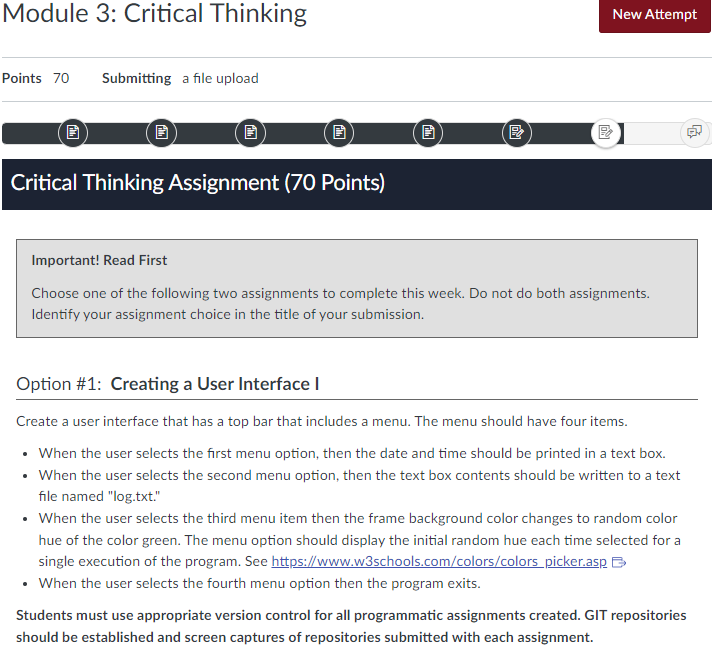 Module 3: Critical Thinking
New Attempt
Points 70 Submitting a file upload
Critical Thinking Assignment (70 Points)
Important! Read First
Choose one of the following two assignments to complete this week. Do not do both assignments.
Identify your assignment choice in the title of your submission.
Option #1: Creating a User Interface I
Create a user interface that has a top bar that includes a menu. The menu should have four items.
• When the user selects the first menu option, then the date and time should be printed in a text box.
• When the user selects the second menu option, then the text box contents should be written to a text
file named "log.txt."
• When the user selects the third menu item then the frame background color changes to random color
hue of the color green. The menu option should display the initial random hue each time selected for a
single execution of the program. See https://www.w3schools.com/colors/colors_picker.asp
• When the user selects the fourth menu option then the program exits.
Students must use appropriate version control for all programmatic assignments created. GIT repositories
should be established and screen captures of repositories submitted with each assignment.